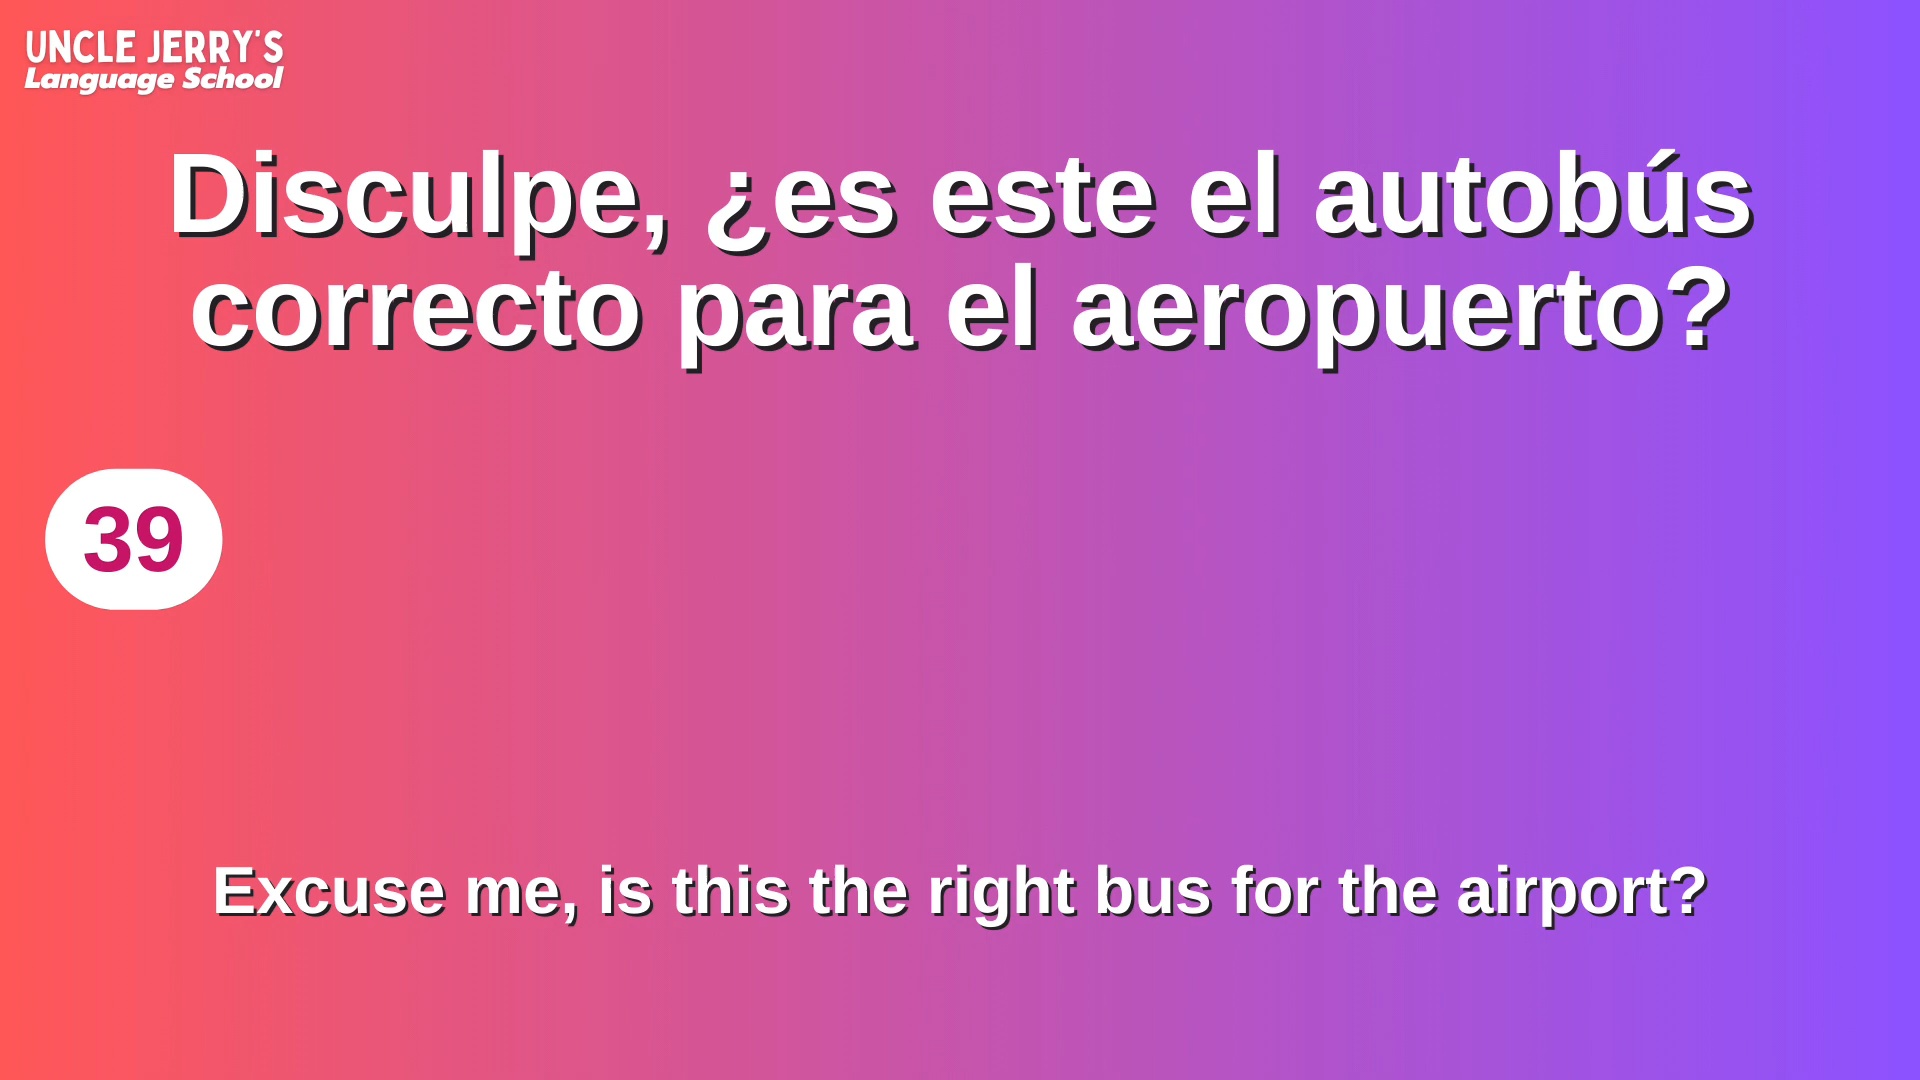 UNCLE JERRY'S
Language School
Disculpe, ¿es este el autobús
correcto para el aeropuerto?
39
Excuse me, is this the right bus for the airport?